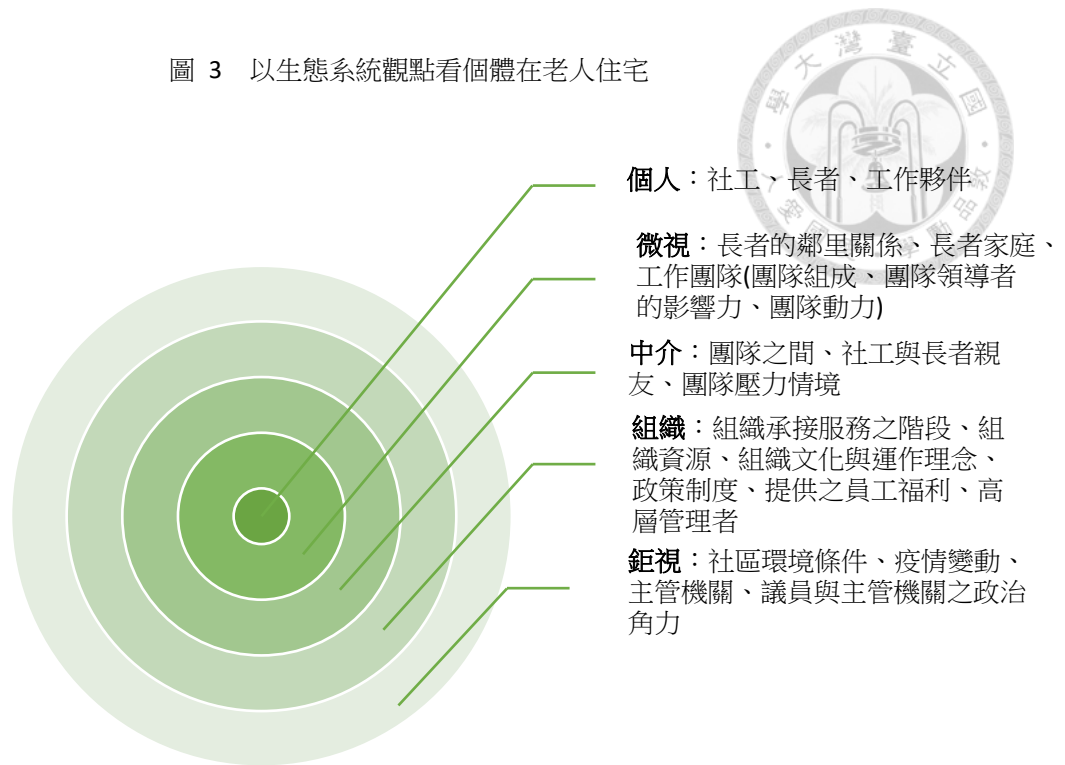 圖 3 以生態系統觀點看個體在老人住宅
個人：社工、長者、工作夥伴
微視：長者的鄰里關係、長者家庭、
工作團隊(團隊組成、團隊領導者
的影響力、團隊動力)
中介：團隊之間、社工與長者親
友、團隊壓力情境
組織：組織承接服務之階段、組
織資源、組織文化與運作理念、
政策制度、提供之員工福利、高
層管理者
鉅視：社區環境條件、疫情變動、
主管機關、議員與主管機關之政治
角力